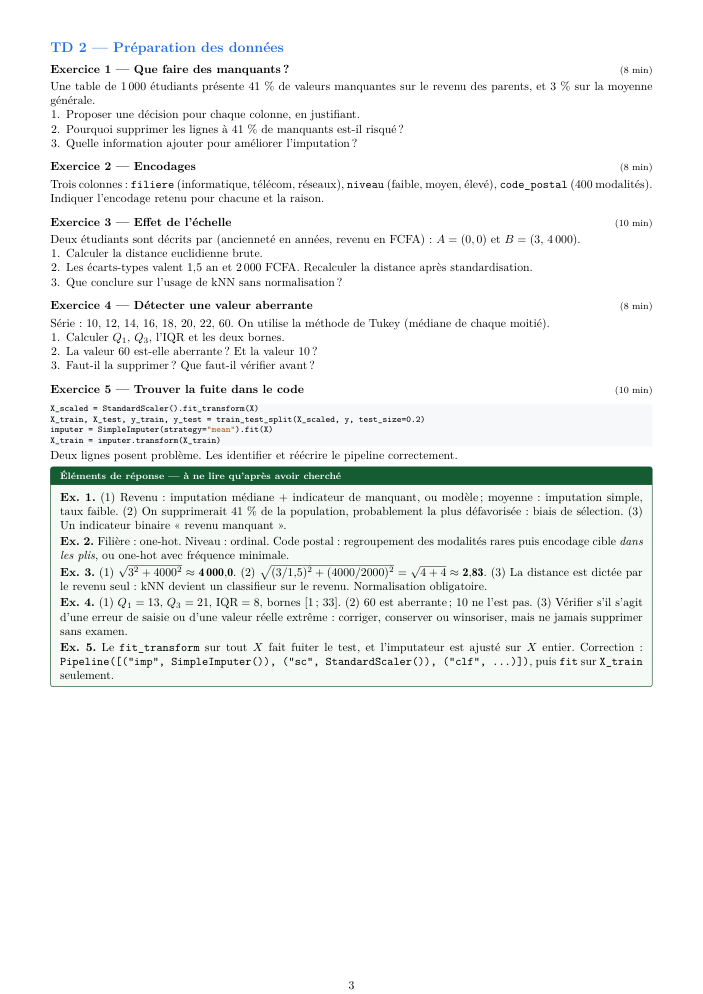 TD 2 — Préparation des données
Exercice 1 — Que faire des manquants ? (8 min)
Une table de 1 000 étudiants présente 41 % de valeurs manquantes sur le revenu des parents, et 3 % sur la moyenne
générale.
1. Proposer une décision pour chaque colonne, en justifiant.
2. Pourquoi supprimer les lignes à 41 % de manquants est-il risqué ?
3. Quelle information ajouter pour améliorer l'imputation ?
Exercice 2 — Encodages (8 min)
Trois colonnes : filiere (informatique, télécom, réseaux), niveau (faible, moyen, élevé), code_postal (400 modalités).
Indiquer l'encodage retenu pour chacune et la raison.
Exercice 3 — Effet de l'échelle (10 min)
Deux étudiants sont décrits par (ancienneté en années, revenu en FCFA) : A = (0, 0) et B = (3, 4 000).
1. Calculer la distance euclidienne brute.
2. Les écarts-types valent 1,5 an et 2 000 FCFA. Recalculer la distance après standardisation.
3. Que conclure sur l'usage de kNN sans normalisation ?
Exercice 4 — Détecter une valeur aberrante (8 min)
Série : 10, 12, 14, 16, 18, 20, 22, 60. On utilise la méthode de Tukey (médiane de chaque moitié).
1. Calculer Q₁, Q₃, l'IQR et les deux bornes.
2. La valeur 60 est-elle aberrante ? Et la valeur 10 ?
3. Faut-il la supprimer ? Que faut-il vérifier avant ?
Exercice 5 — Trouver la fuite dans le code (10 min)
X_scaled = StandardScaler().fit_transform(X)
X_train, X_test, y_train, y_test = train_test_split(X_scaled, y, test_size=0.2)
imputer = SimpleImputer(strategy="mean").fit(X)
X_train = imputer.transform(X_train)
Deux lignes posent problème. Les identifier et réécrire le pipeline correctement.
Éléments de réponse — à ne lire qu'après avoir cherché
Ex. 1. (1) Revenu : imputation médiane + indicateur de manquant, ou modèle ; moyenne : imputation simple,
taux faible. (2) On supprimerait 41 % de la population, probablement la plus défavorisée : biais de sélection. (3)
Un indicateur binaire « revenu manquant ».
Ex. 2. Filière : one-hot. Niveau : ordinal. Code postal : regroupement des modalités rares puis encodage cible dans
les plis, ou one-hot avec fréquence minimale.
Ex. 3. (1) √(3² + 4000²) ≈ 4 000,0. (2) √((3/1,5)² + (4000/2000)²) = √(4 + 4) ≈ 2,83. (3) La distance est dictée par
le revenu seul : kNN devient un classifieur sur le revenu. Normalisation obligatoire.
Ex. 4. (1) Q₁ = 13, Q₃ = 21, IQR = 8, bornes [1 ; 33]. (2) 60 est aberrante ; 10 ne l'est pas. (3) Vérifier s'il s'agit
d'une erreur de saisie ou d'une valeur réelle extrême : corriger, conserver ou winsoriser, mais ne jamais supprimer
sans examen.
Ex. 5. Le fit_transform sur tout X fait fuiter le test, et l'imputateur est ajusté sur X entier. Correction :
Pipeline([("imp", SimpleImputer()), ("sc", StandardScaler()), ("clf", ...)]), puis fit sur X_train
seulement.
3